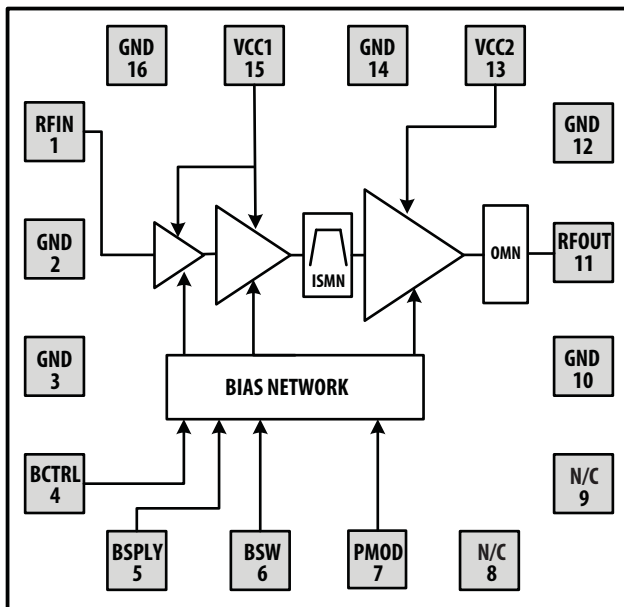 GND
16
VCC1
15
GND
14
VCC2
13
RFIN
1
GND
12
GND
2
ISMN
OMN
RFOUT
11
GND
3
BIAS NETWORK
GND
10
BCTRL
4
N/C
9
BSPLY
5
BSW
6
PMOD
7
N/C
8